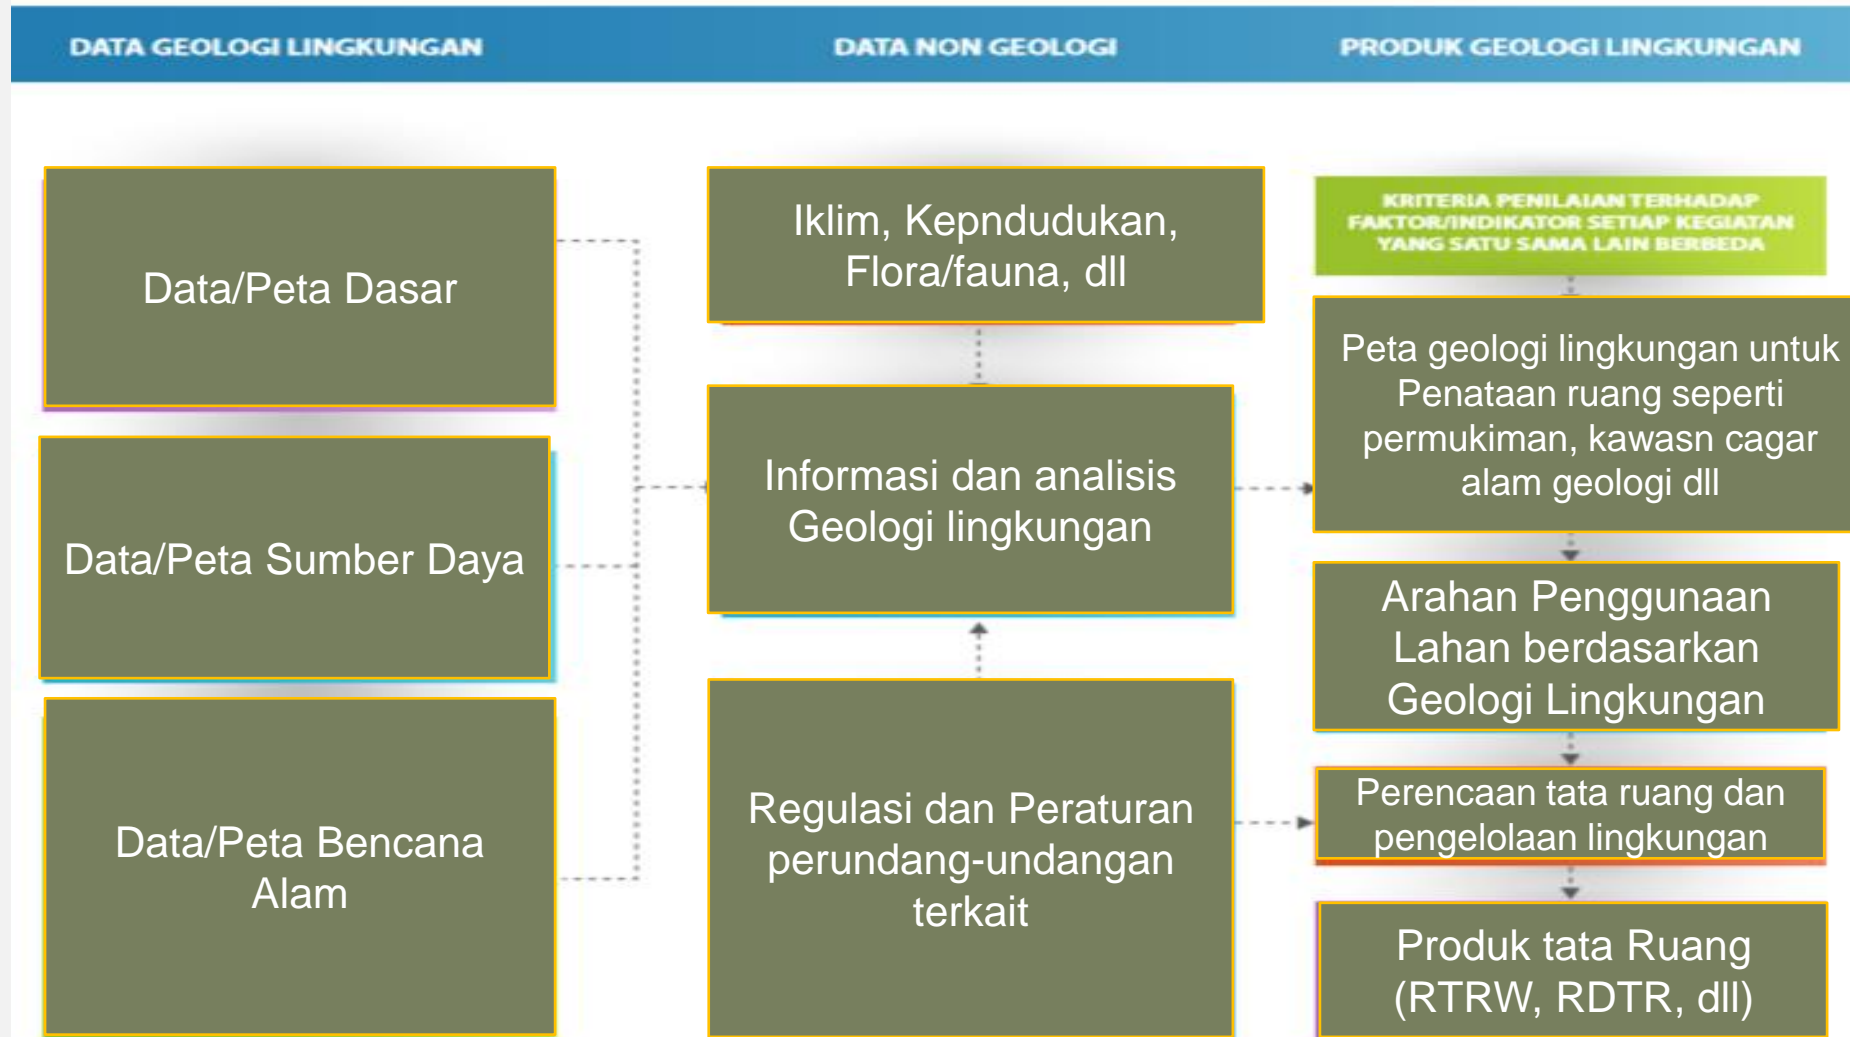 DATA GEOLOGI LINGKUNGAN
DATA NON GEOLOGI
PRODUK GEOLOGI LINGKUNGAN
Data/Peta Dasar
Data/Peta Sumber Daya
Data/Peta Bencana
Alam
Iklim, Kepndudukan,
Flora/fauna, dll
Informasi dan analisis
Geologi lingkungan
Regulasi dan Peraturan
perundang-undangan
terkait
KRITERIA PENILAIAN TERHADAP
FAKTOR/INDIKATOR SETIAP KEGIATAN
YANG SATU SAMA LAIN BERBEDA
Peta geologi lingkungan untuk
Penataan ruang seperti
permukiman, kawasn cagar
alam geologi dll
Arahan Penggunaan
Lahan berdasarkan
Geologi Lingkungan
Perencaan tata ruang dan
pengelolaan lingkungan
Produk tata Ruang
(RTRW, RDTR, dll)